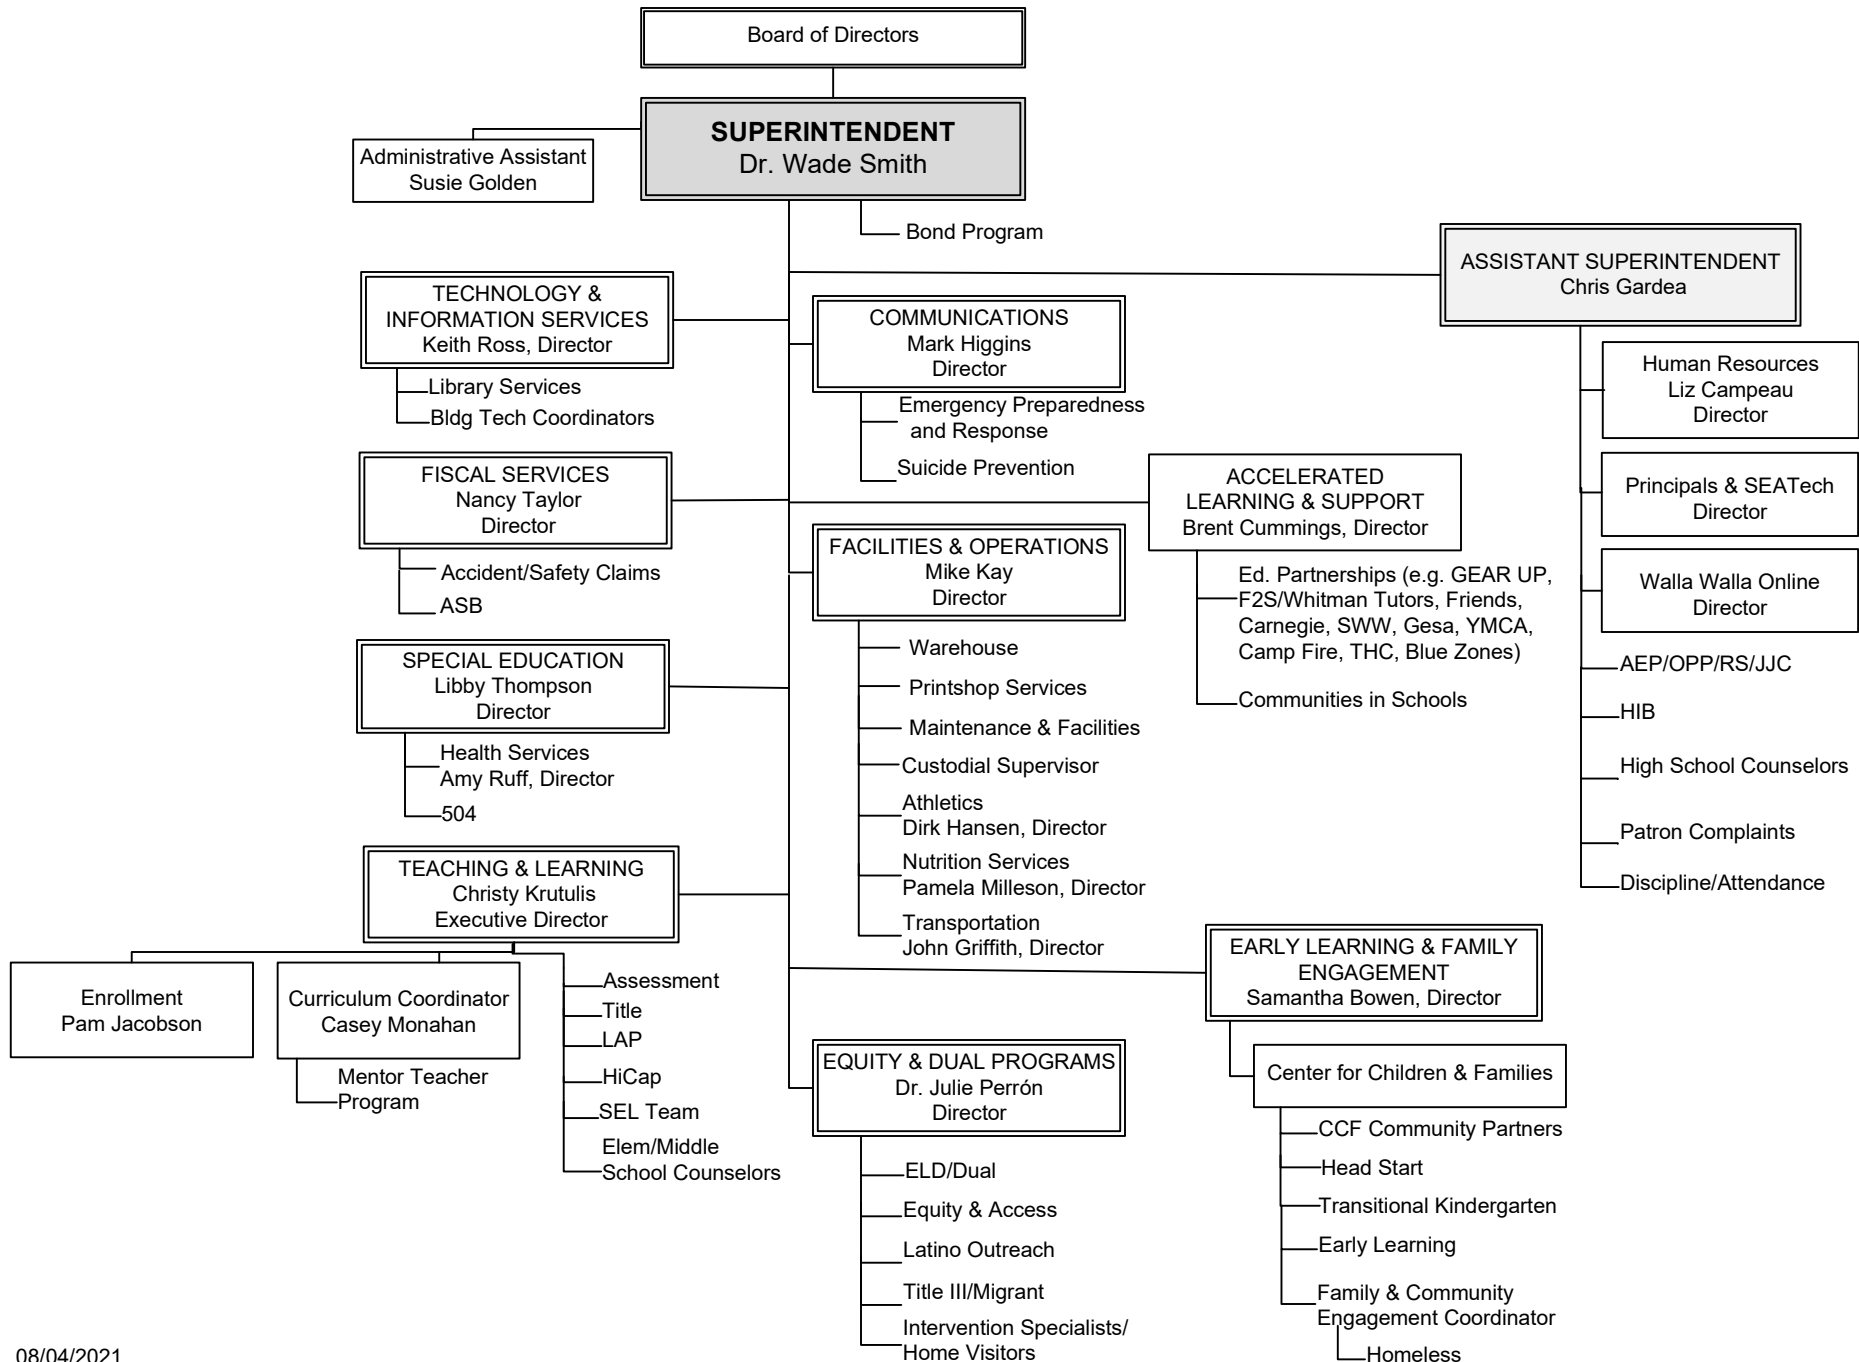 Board of Directors
SUPERINTENDENT
Dr. Wade Smith
Administrative Assistant
Susie Golden
Bond Program
ASSISTANT SUPERINTENDENT
Chris Gardea
TECHNOLOGY &
INFORMATION SERVICES
Keith Ross, Director
Library Services
Bldg Tech Coordinators
COMMUNICATIONS
Mark Higgins
Director
Emergency Preparedness
and Response
Suicide Prevention
Human Resources
Liz Campeau
Director
Principals & SEATech
Director
Walla Walla Online
Director
AEP/OPP/RS/JJC
HIB
High School Counselors
Patron Complaints
Discipline/Attendance
FISCAL SERVICES
Nancy Taylor
Director
Accident/Safety Claims
ASB
ACCELERATED
LEARNING & SUPPORT
Brent Cummings, Director
Ed. Partnerships (e.g. GEAR UP,
F2S/Whitman Tutors, Friends,
Carnegie, SWW, Gesa, YMCA,
Camp Fire, THC, Blue Zones)
Communities in Schools
FACILITIES & OPERATIONS
Mike Kay
Director
Warehouse
Printshop Services
Maintenance & Facilities
Custodial Supervisor
Athletics
Dirk Hansen, Director
Nutrition Services
Pamela Milleson, Director
Transportation
John Griffith, Director
SPECIAL EDUCATION
Libby Thompson
Director
Health Services
Amy Ruff, Director
504
TEACHING & LEARNING
Christy Krutulis
Executive Director
Enrollment
Pam Jacobson
Curriculum Coordinator
Casey Monahan
Mentor Teacher
Program
Assessment
Title
LAP
HiCap
SEL Team
Elem/Middle
School Counselors
EARLY LEARNING & FAMILY
ENGAGEMENT
Samantha Bowen, Director
Center for Children & Families
CCF Community Partners
Head Start
Transitional Kindergarten
Early Learning
Family & Community
Engagement Coordinator
Homeless
EQUITY & DUAL PROGRAMS
Dr. Julie Perrón
Director
ELD/Dual
Equity & Access
Latino Outreach
Title III/Migrant
Intervention Specialists/
Home Visitors
08/04/2021